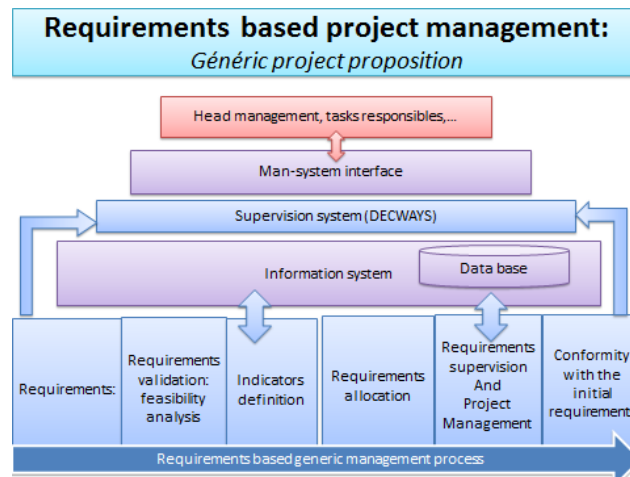 Requirements based project management:
Généric project proposition
Head management, tasks responsibles,...
Man-system interface
Supervision system (DECWAYS)
Information system
Data base
Requirements:
Requirements
validation:
feasibility
analysis
Indicators
definition
Requirements
allocation
Requirements
supervision
And
Project
Management
Conformity
with the
initial
requirement
Requirements based generic management process